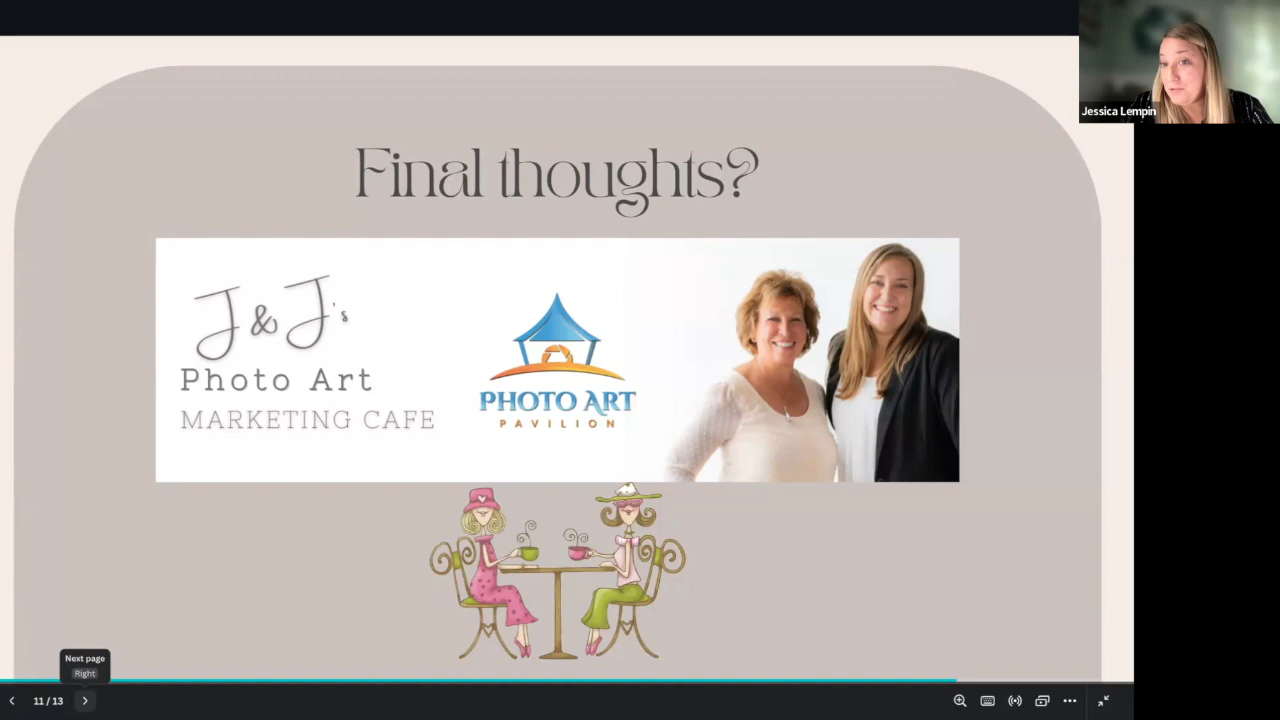 Jessica Lempin
Final thoughts?
J & J's
Photo Art
MARKETING CAFE
PHOTO ART
PAVILION
Next page
Right
11 / 13